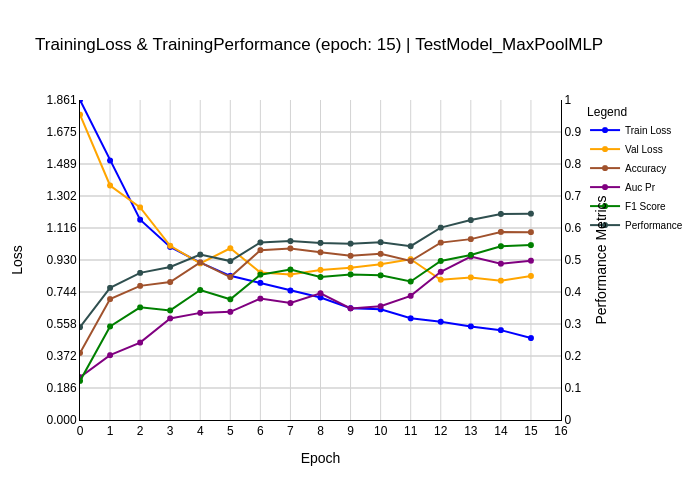 TrainingLoss & TrainingPerformance (epoch: 15) | TestModel_MaxPoolMLP
1.861
1.675
1.489
1.302
1.116
0.930
0.744
0.558
0.372
0.186
0.000
Loss
0 1 2 3 4 5 6 7 8 9 10 11 12 13 14 15 16
Epoch
1
0.9
0.8
0.7
0.6
0.5
0.4
0.3
0.2
0.1
0
Performance Metrics
Legend
Train Loss
Val Loss
Accuracy
Auc Pr
F1 Score
Performance